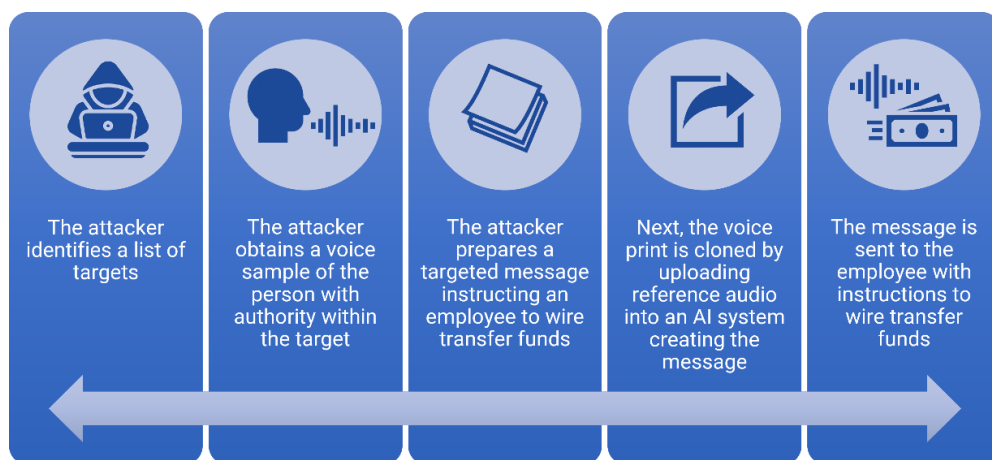 The attacker
identifies a list of
targets
The attacker
obtains a voice
sample of the
person with
authority within
the target
The attacker
prepares a
targeted message
instructing an
employee to wire
transfer funds
Next, the voice
print is cloned by
uploading
reference audio
into an AI system
creating the
message
The message is
sent to the
employee with
instructions to
wire transfer
funds